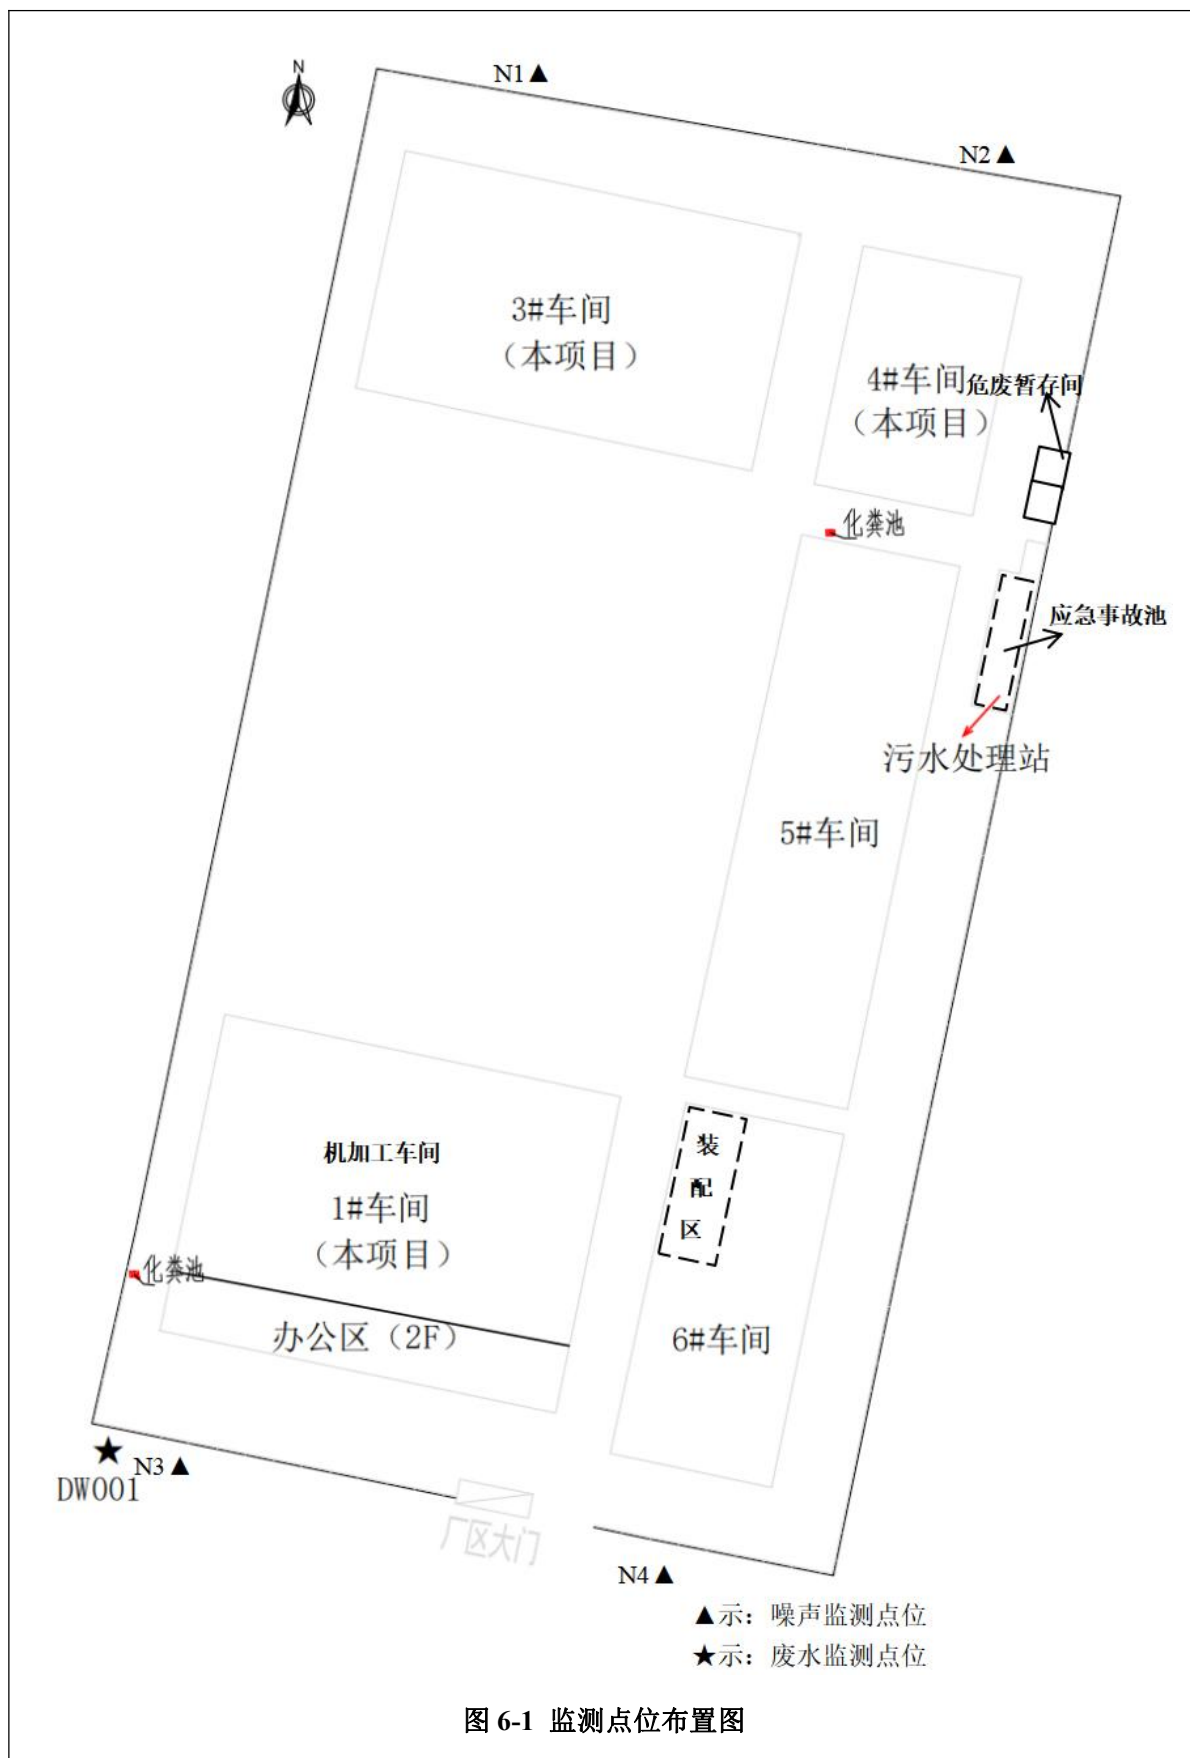 N
N1▲
N2▲
3#车间
（本项目）
4#车间
（本项目）
危废暂存间
化粪池
应急事故池
污水处理站
5#车间
机加工车间
1#车间
（本项目）
装
配
区
化粪池
办公区（2F）
6#车间
★
DW001
N3▲
厂区大门
N4▲
▲示：噪声监测点位
★示：废水监测点位
图 6-1 监测点位布置图